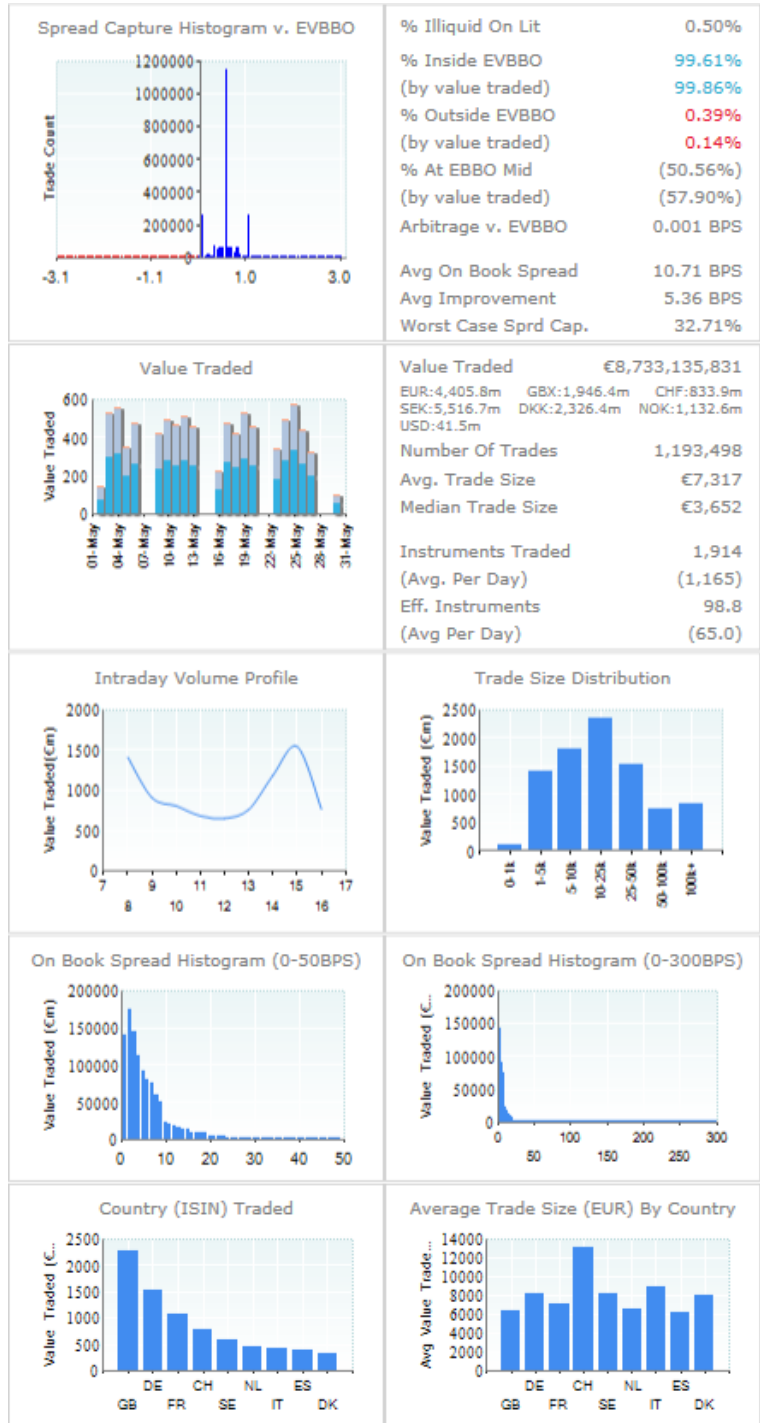 Spread Capture Histogram v. EVBBO
Trade Count
1200000
1000000
800000
600000
400000
200000
0
-3.1 -1.1 1.0 3.0
% Illiquid On Lit 0.50%
% Inside EVBBO 99.61%
(by value traded) 99.86%
% Outside EVBBO 0.39%
(by value traded) 0.14%
% At EBBO Mid (50.56%)
(by value traded) (57.90%)
Arbitrage v. EVBBO 0.001 BPS
Avg On Book Spread 10.71 BPS
Avg Improvement 5.36 BPS
Worst Case Sprd Cap. 32.71%
Value Traded
Value Traded
600
400
200
0
01-May 04-May 07-May 10-May 13-May 16-May 19-May 22-May 25-May 28-May 31-May
Value Traded €8,733,135,831
EUR:4,405.8m GBX:1,946.4m CHF:833.9m
SEK:5,516.7m DKK:2,326.4m NOK:1,132.6m
USD:41.5m
Number Of Trades 1,193,498
Avg. Trade Size €7,317
Median Trade Size €3,652
Instruments Traded 1,914
(Avg. Per Day) (1,165)
Eff. Instruments 98.8
(Avg Per Day) (65.0)
Intraday Volume Profile
Value Traded(€m)
2000
1500
1000
500
0
7 9 11 13 15 17
8 10 12 14 16
Trade Size Distribution
Value Traded (€m)
2500
2000
1500
1000
500
0
0-1k 1-5k 5-10k 10-25k 25-50k 50-100k 100k+
On Book Spread Histogram (0-50BPS)
Value Traded (€m)
200000
150000
100000
50000
0
0 10 20 30 40 50
On Book Spread Histogram (0-300BPS)
Value Traded (€...
200000
150000
100000
50000
0
0 100 200 300
50 150 250
Country (ISIN) Traded
Value Traded (€...
2500
2000
1500
1000
500
0
DE CH NL ES
GB FR SE IT DK
Average Trade Size (EUR) By Country
Avg Value Trade...
14000
12000
10000
8000
6000
4000
2000
0
DE CH NL ES
GB FR SE IT DK